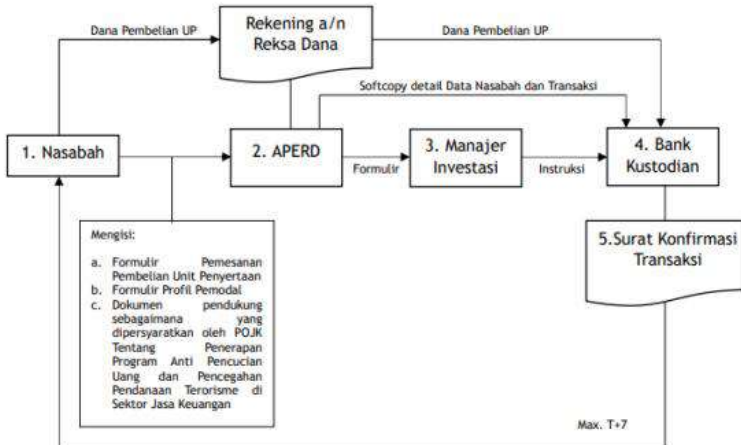 Dana Pembelian UP
Rekening a/n
Reksa Dana
Dana Pembelian UP
Softcopy detail Data Nasabah dan Transaksi
1. Nasabah
2. APERD
Formulir
3. Manajer
Investasi
Instruksi
4. Bank
Kustodian
Mengisi:
a. Formulir Pemesanan
Pembelian Unit Penyertaan
b. Formulir Profil Pemodal
c. Dokumen pendukung
sebagaimana yang
dipersyaratkan oleh POJK
Tentang Penerapan
Program Anti Pencucian
Uang dan Pencegahan
Pendanaan Terorisme di
Sektor Jasa Keuangan
5.Surat Konfirmasi
Transaksi
Max. T+7